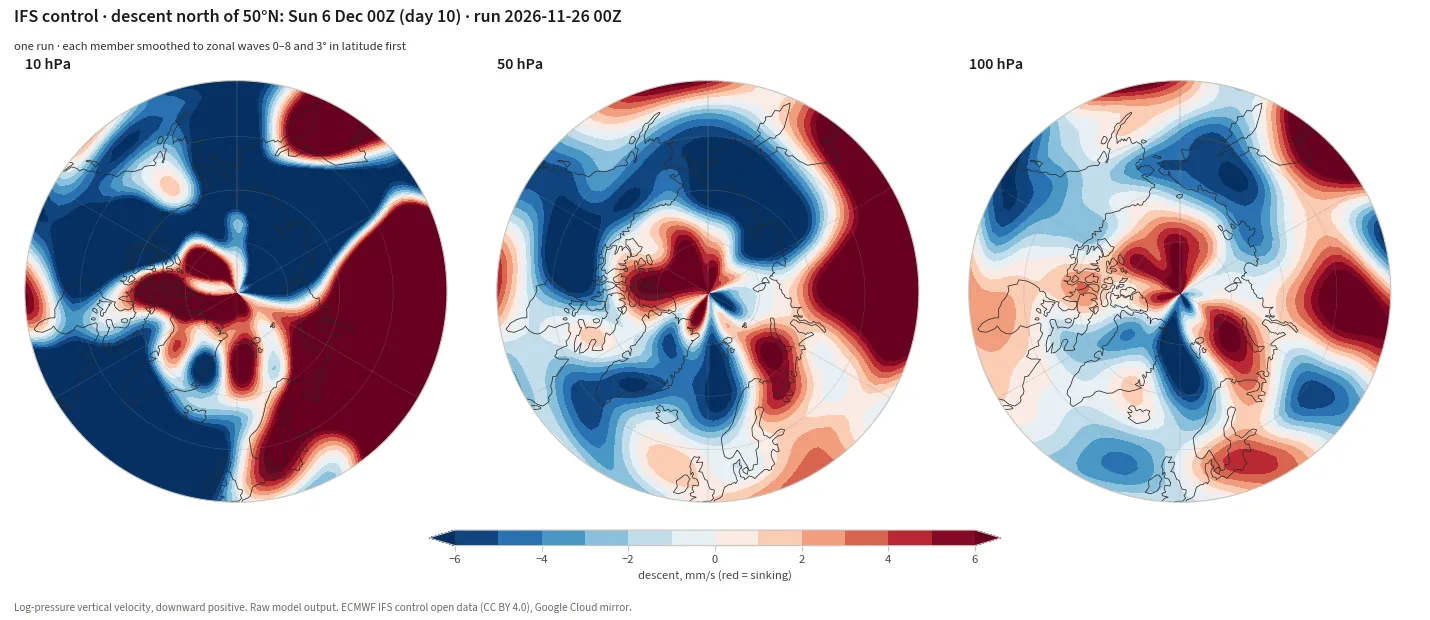 IFS control · descent north of 50°N: Sun 6 Dec 00Z (day 10) · run 2026-11-26 00Z
one run · each member smoothed to zonal waves 0–8 and 3° in latitude first
10 hPa
50 hPa
100 hPa
−6 −4 −2 0 2 4 6
descent, mm/s (red = sinking)
Log-pressure vertical velocity, downward positive. Raw model output. ECMWF IFS control open data (CC BY 4.0), Google Cloud mirror.